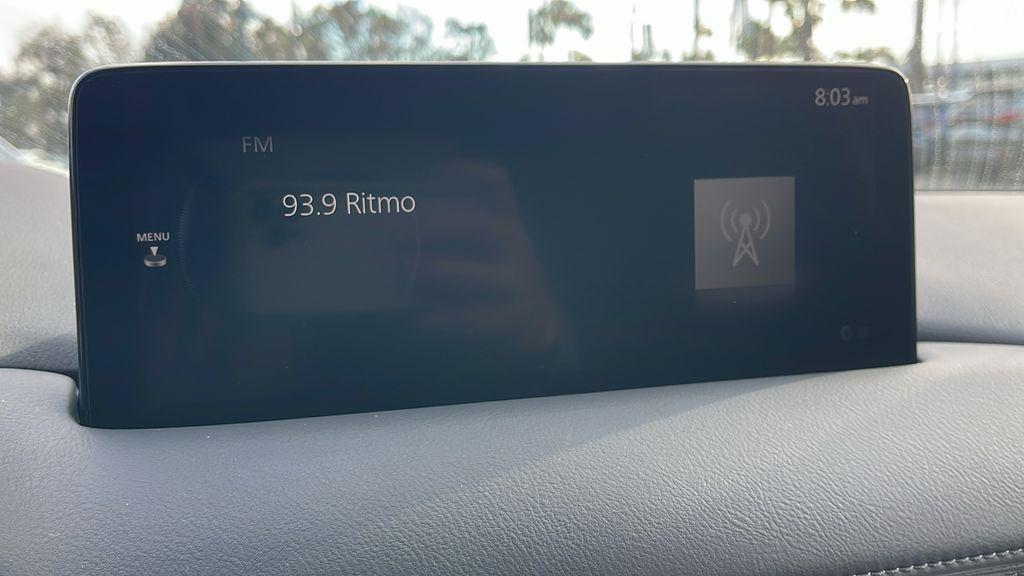 8:03am
FM
93.9 Ritmo
MENU